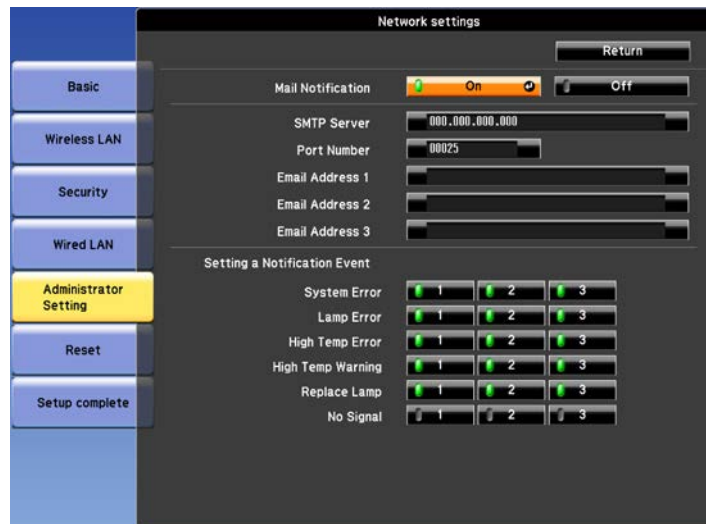 Network settings
Return
Basic
Wireless LAN
Security
Wired LAN
Administrator
Setting
Reset
Setup complete
Mail Notification On Off
SMTP Server 000.000.000.000
Port Number 00025
Email Address 1
Email Address 2
Email Address 3
Setting a Notification Event
System Error 1 2 3
Lamp Error 1 2 3
High Temp Error 1 2 3
High Temp Warning 1 2 3
Replace Lamp 1 2 3
No Signal 1 2 3